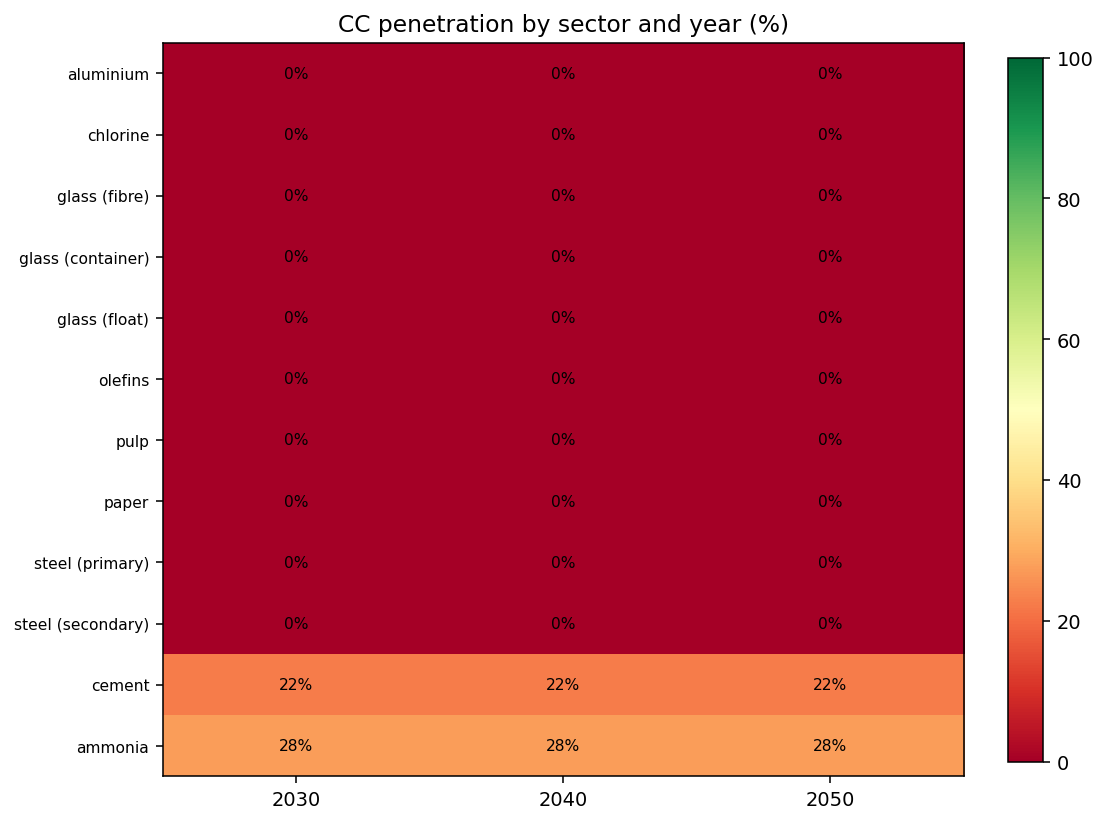 CC penetration by sector and year (%)
aluminium 0% 0% 0%
chlorine 0% 0% 0%
glass (fibre) 0% 0% 0%
glass (container) 0% 0% 0%
glass (float) 0% 0% 0%
olefins 0% 0% 0%
pulp 0% 0% 0%
paper 0% 0% 0%
steel (primary) 0% 0% 0%
steel (secondary) 0% 0% 0%
cement 22% 22% 22%
ammonia 28% 28% 28%
2030 2040 2050
100
80
60
40
20
0